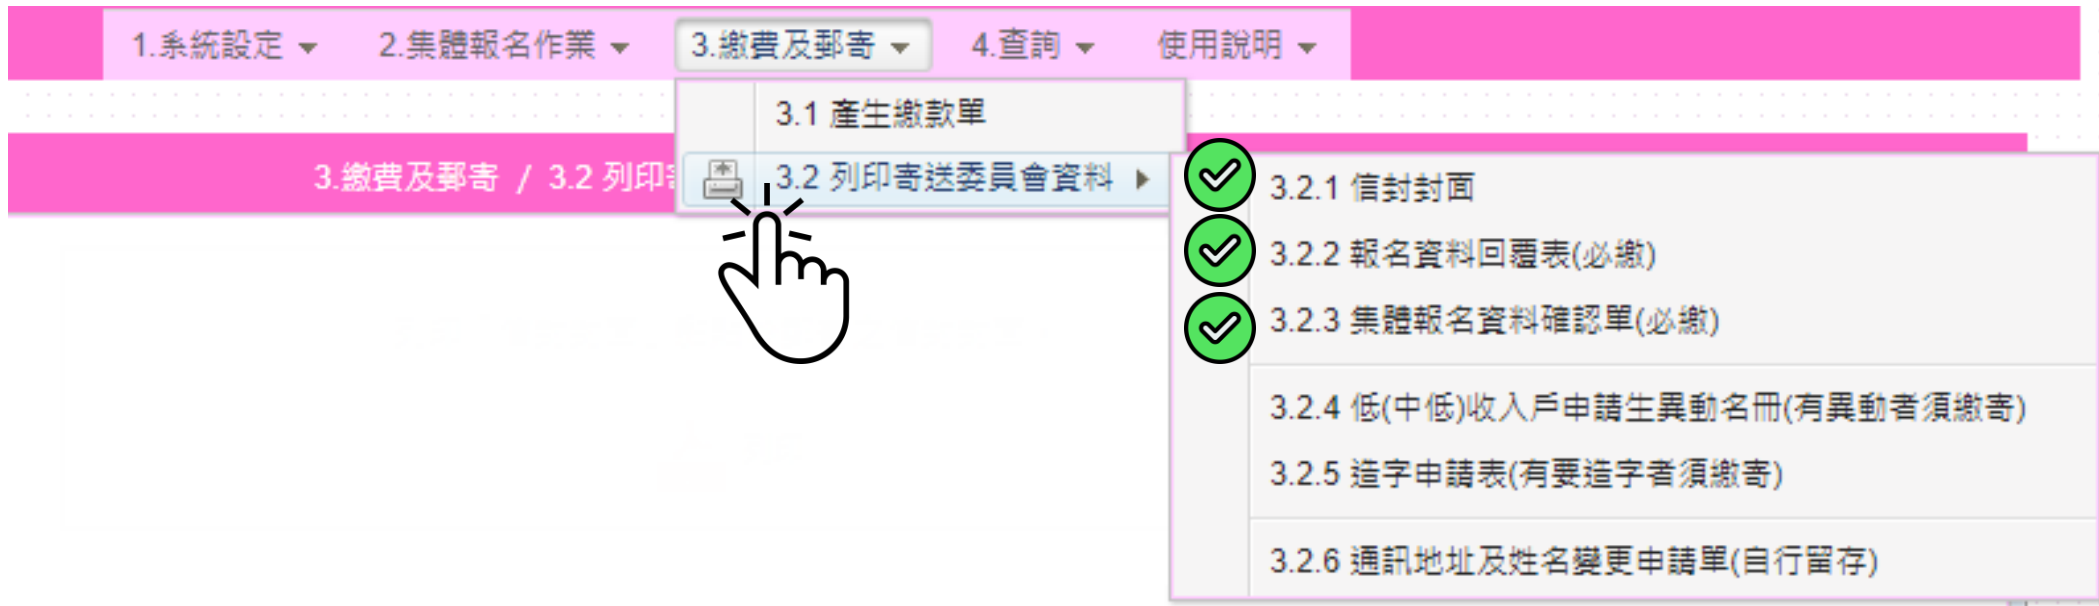 1.系統設定 2.集體報名作業 3.繳費及郵寄 4.查詢 使用說明
3.1 產生繳款單
3.繳費及郵寄 / 3.2 列印
3.2 列印寄送委員會資料
3.2.1 信封封面
3.2.2 報名資料回覆表(必繳)
3.2.3 集體報名資料確認單(必繳)
3.2.4 低(中低)收入戶申請生異動名冊(有異動者須繳寄)
3.2.5 造字申請表(有要造字者須繳寄)
3.2.6 通訊地址及姓名變更申請單(自行留存)